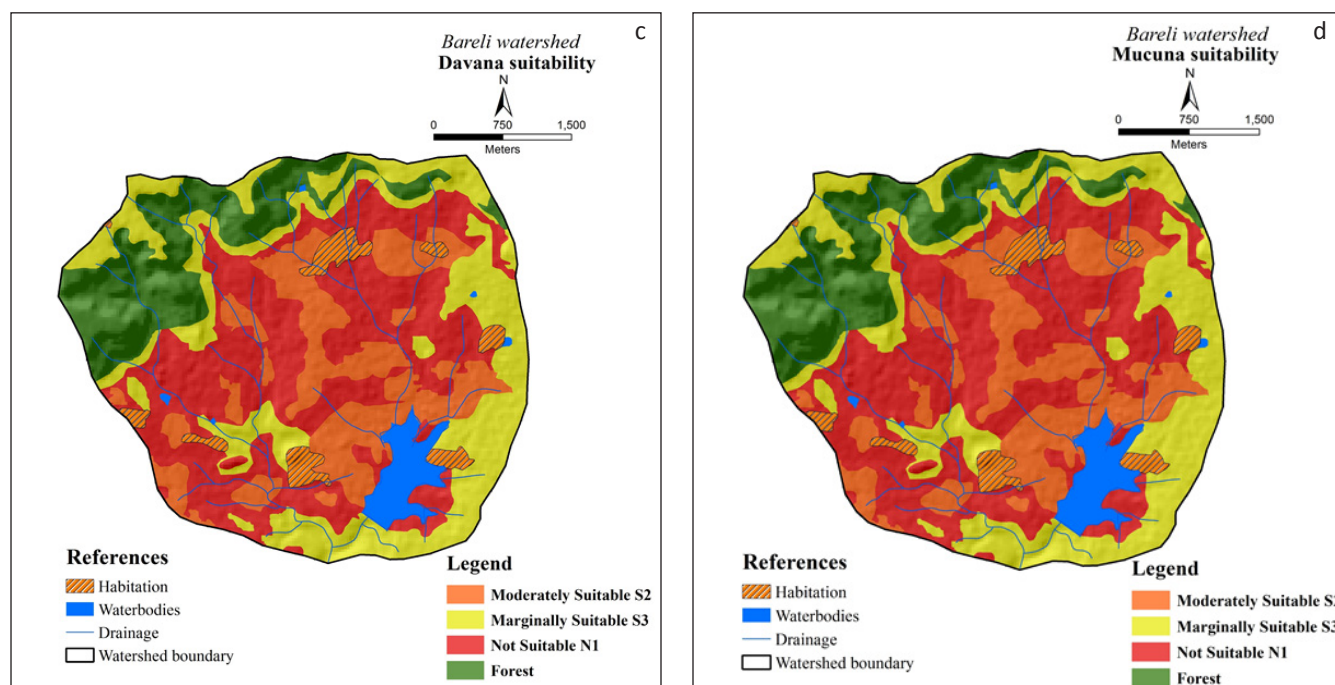 c
Bareli watershed
Davana suitability
N
0 750 1,500
Meters
References
Habitation
Waterbodies
Drainage
Watershed boundary
Legend
Moderately Suitable S2
Marginally Suitable S3
Not Suitable N1
Forest
d
Bareli watershed
Mucuna suitability
N
0 750 1,500
Meters
References
Habitation
Waterbodies
Drainage
Watershed boundary
Legend
Moderately Suitable
Marginally Suitable S3
Not Suitable N1
Forest